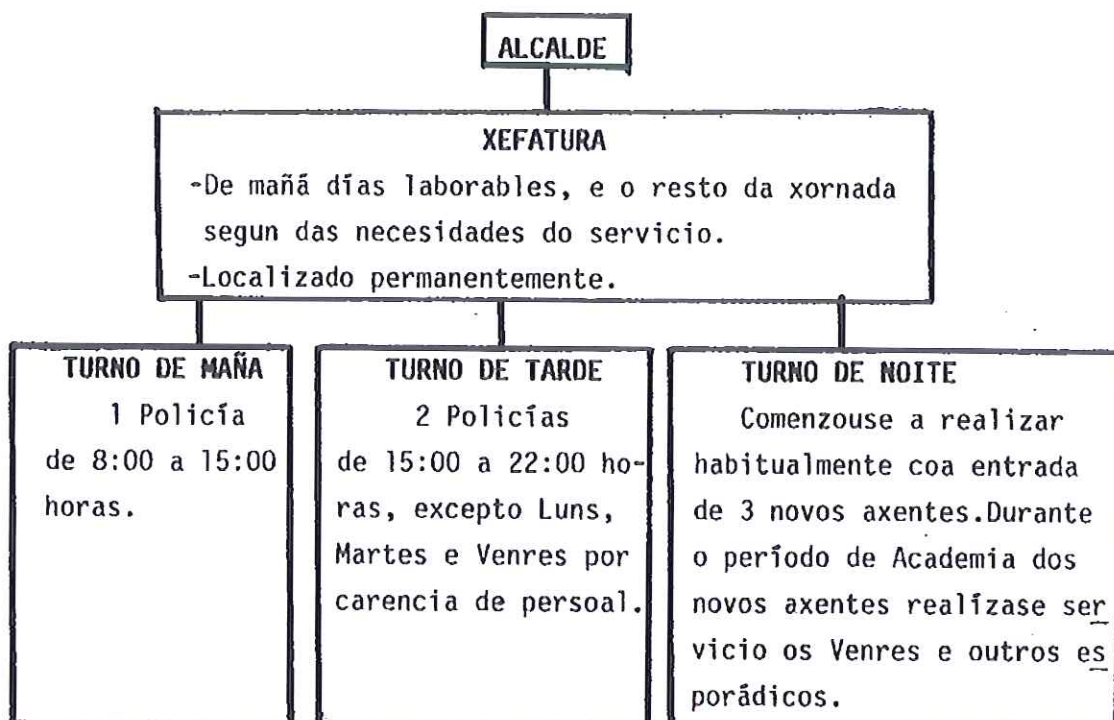 ALCALDE
XEFATURA
-De mañá días laborables, e o resto da xornada
segun das necesidades do servicio.
-Localizado permanentemente.
TURNO DE MAÑA
1 Policía
de 8:00 a 15:00
horas.
TURNO DE TARDE
2 Policías
de 15:00 a 22:00 ho-
ras, excepto Luns,
Martes e Venres por
carencia de persoal.
TURNO DE NOITE
Comenzouse a realizar
habitualmente coa entrada
de 3 novos axentes.Durante
o período de Academia dos
novos axentes realízase ser
vicio os Venres e outros es
porádicos.